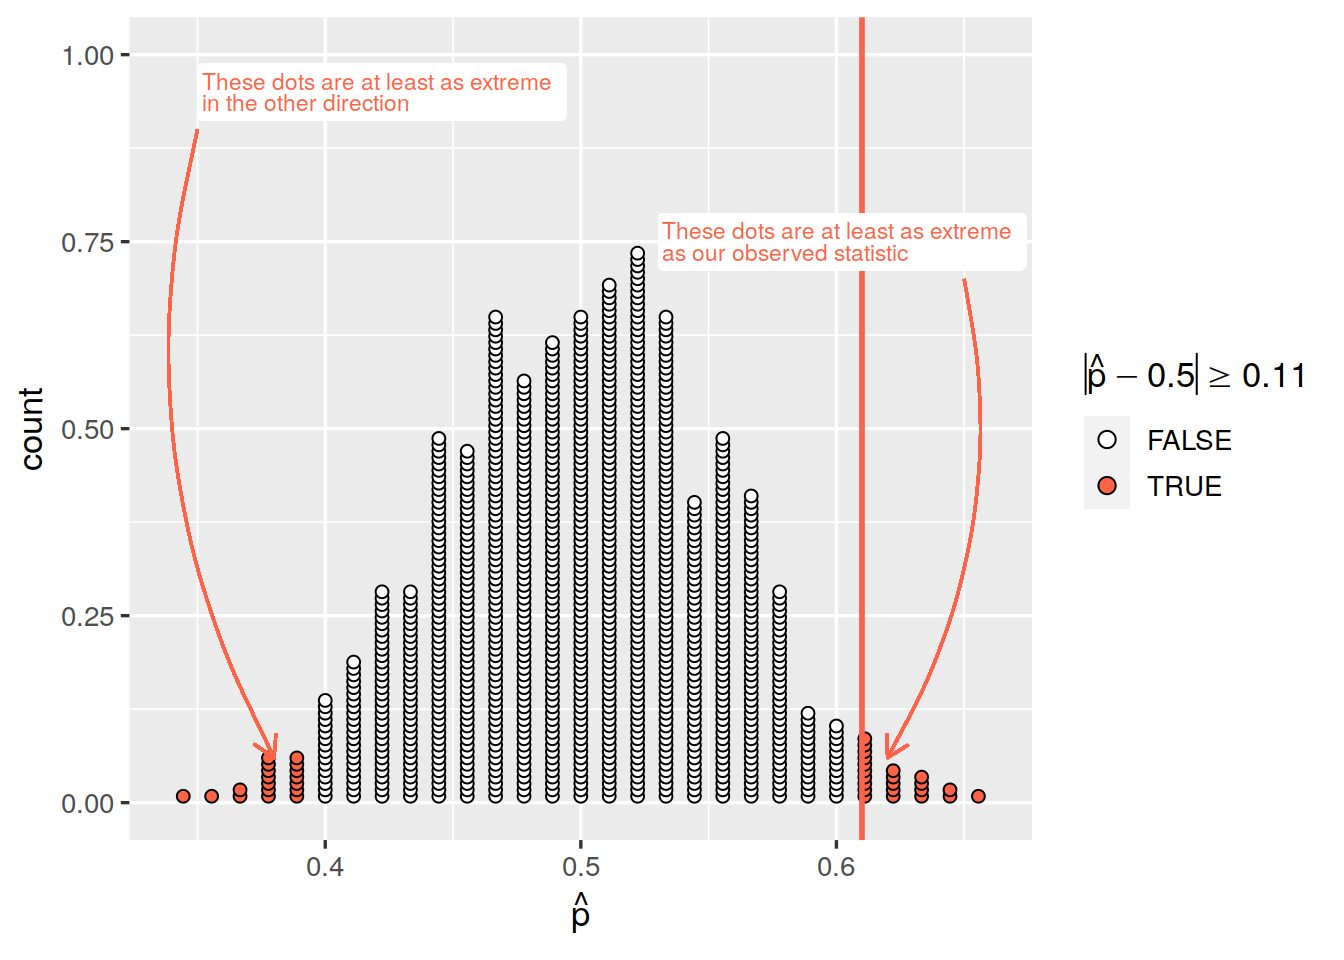 1.00
These dots are at least as extreme
in the other direction
These dots are at least as extreme
as our observed statistic
0.75
0.50
0.25
0.00
count
0.4 0.5 0.6
p̂
|p̂ − 0.5| ≥ 0.11
FALSE
TRUE